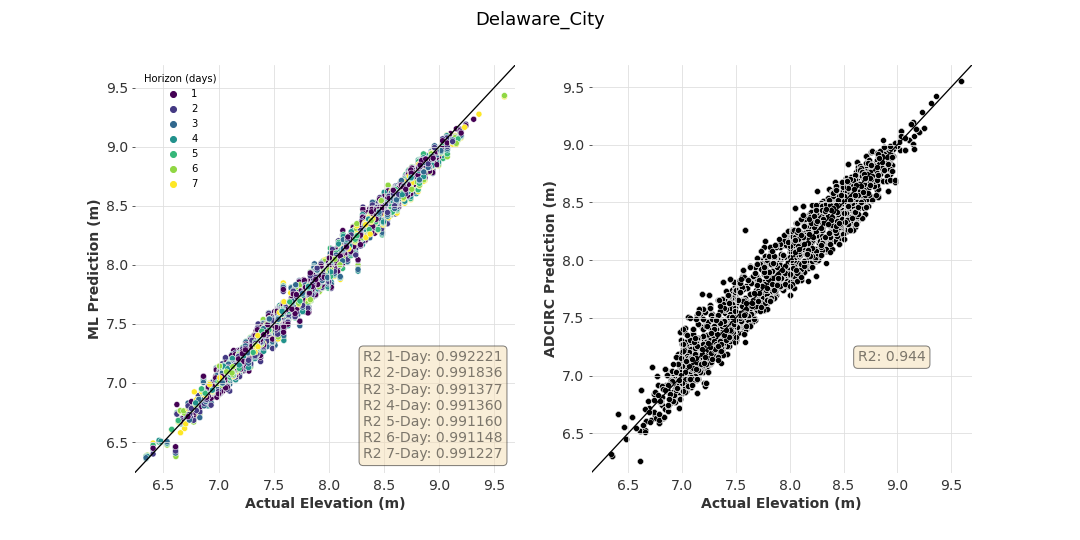 Delaware_City
Horizon (days)
1
2
3
4
5
6
7
9.5
9.0
8.5
8.0
7.5
7.0
6.5
ML Prediction (m)
R2 1-Day: 0.992221
R2 2-Day: 0.991836
R2 3-Day: 0.991377
R2 4-Day: 0.991360
R2 5-Day: 0.991160
R2 6-Day: 0.991148
R2 7-Day: 0.991227
6.5 7.0 7.5 8.0 8.5 9.0 9.5
Actual Elevation (m)
9.5
9.0
8.5
8.0
7.5
7.0
6.5
ADCIRC Prediction (m)
R2: 0.944
6.5 7.0 7.5 8.0 8.5 9.0 9.5
Actual Elevation (m)